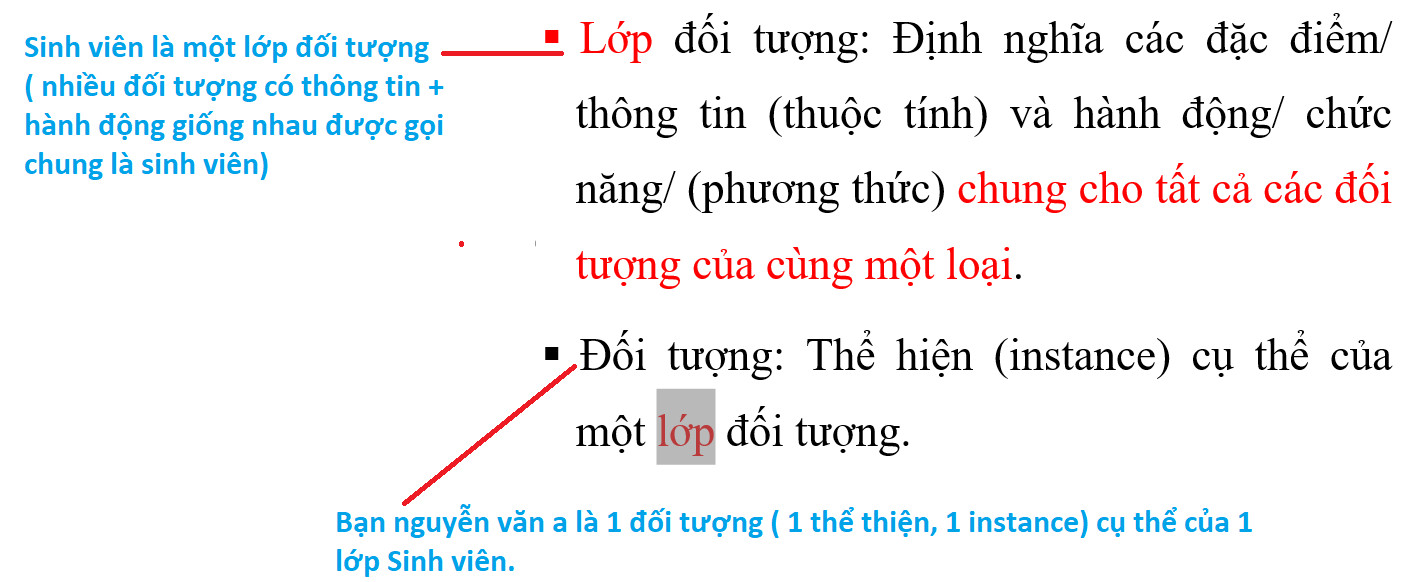 Sinh viên là một lớp đối tượng
( nhiều đối tượng có thông tin +
hành động giống nhau được gọi
chung là sinh viên)
▪ Lớp đối tượng: Định nghĩa các đặc điểm/
thông tin (thuộc tính) và hành động/ chức
năng/ (phương thức) chung cho tất cả các đối
tượng của cùng một loại.
▪ Đối tượng: Thể hiện (instance) cụ thể của
một lớp đối tượng.
Bạn nguyễn văn a là 1 đối tượng ( 1 thể thiện, 1 instance) cụ thể của 1
lớp Sinh viên.